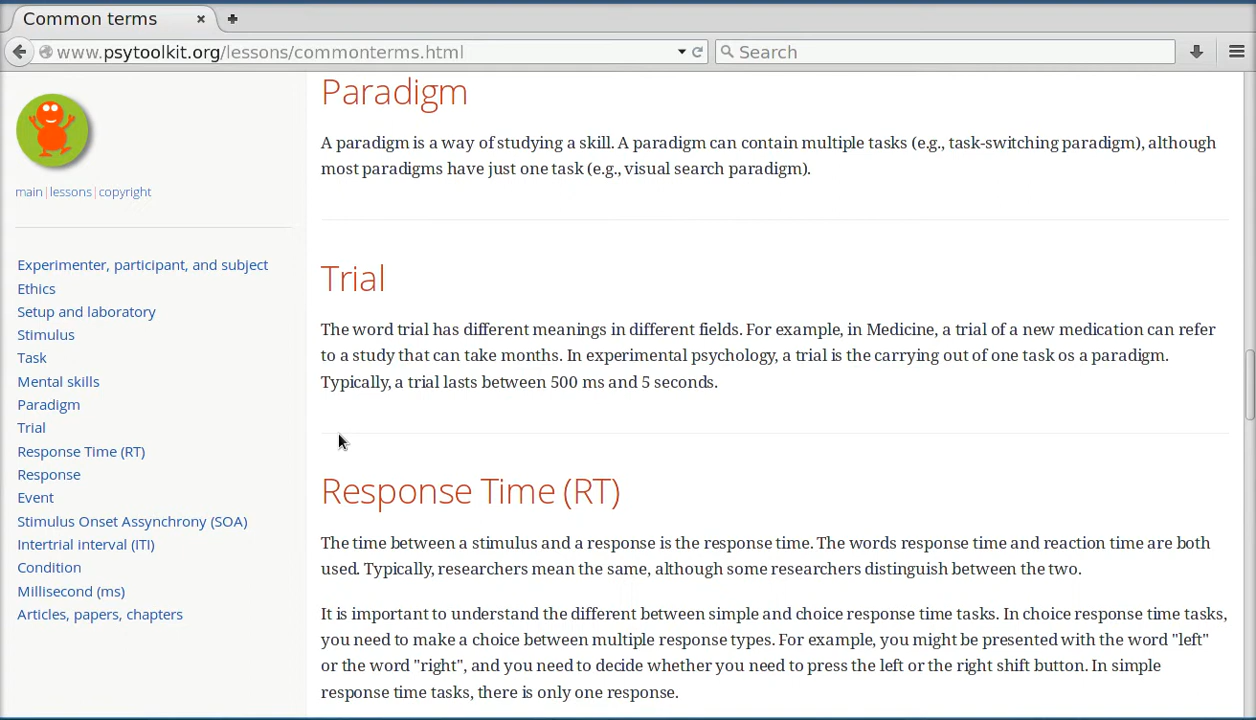 Common terms
www.psytoolkit.org/lessons/commonterms.html
Search
main|lessons|copyright
Experimenter, participant, and subject
Ethics
Setup and laboratory
Stimulus
Task
Mental skills
Paradigm
Trial
Response Time (RT)
Response
Event
Stimulus Onset Assynchrony (SOA)
Intertrial interval (ITI)
Condition
Millisecond (ms)
Articles, papers, chapters
Paradigm
A paradigm is a way of studying a skill. A paradigm can contain multiple tasks (e.g., task-switching paradigm), although
most paradigms have just one task (e.g., visual search paradigm).
Trial
The word trial has different meanings in different fields. For example, in Medicine, a trial of a new medication can refer
to a study that can take months. In experimental psychology, a trial is the carrying out of one task os a paradigm.
Typically, a trial lasts between 500 ms and 5 seconds.
Response Time (RT)
The time between a stimulus and a response is the response time. The words response time and reaction time are both
used. Typically, researchers mean the same, although some researchers distinguish between the two.
It is important to understand the different between simple and choice response time tasks. In choice response time tasks,
you need to make a choice between multiple response types. For example, you might be presented with the word "left"
or the word "right", and you need to decide whether you need to press the left or the right shift button. In simple
response time tasks, there is only one response.